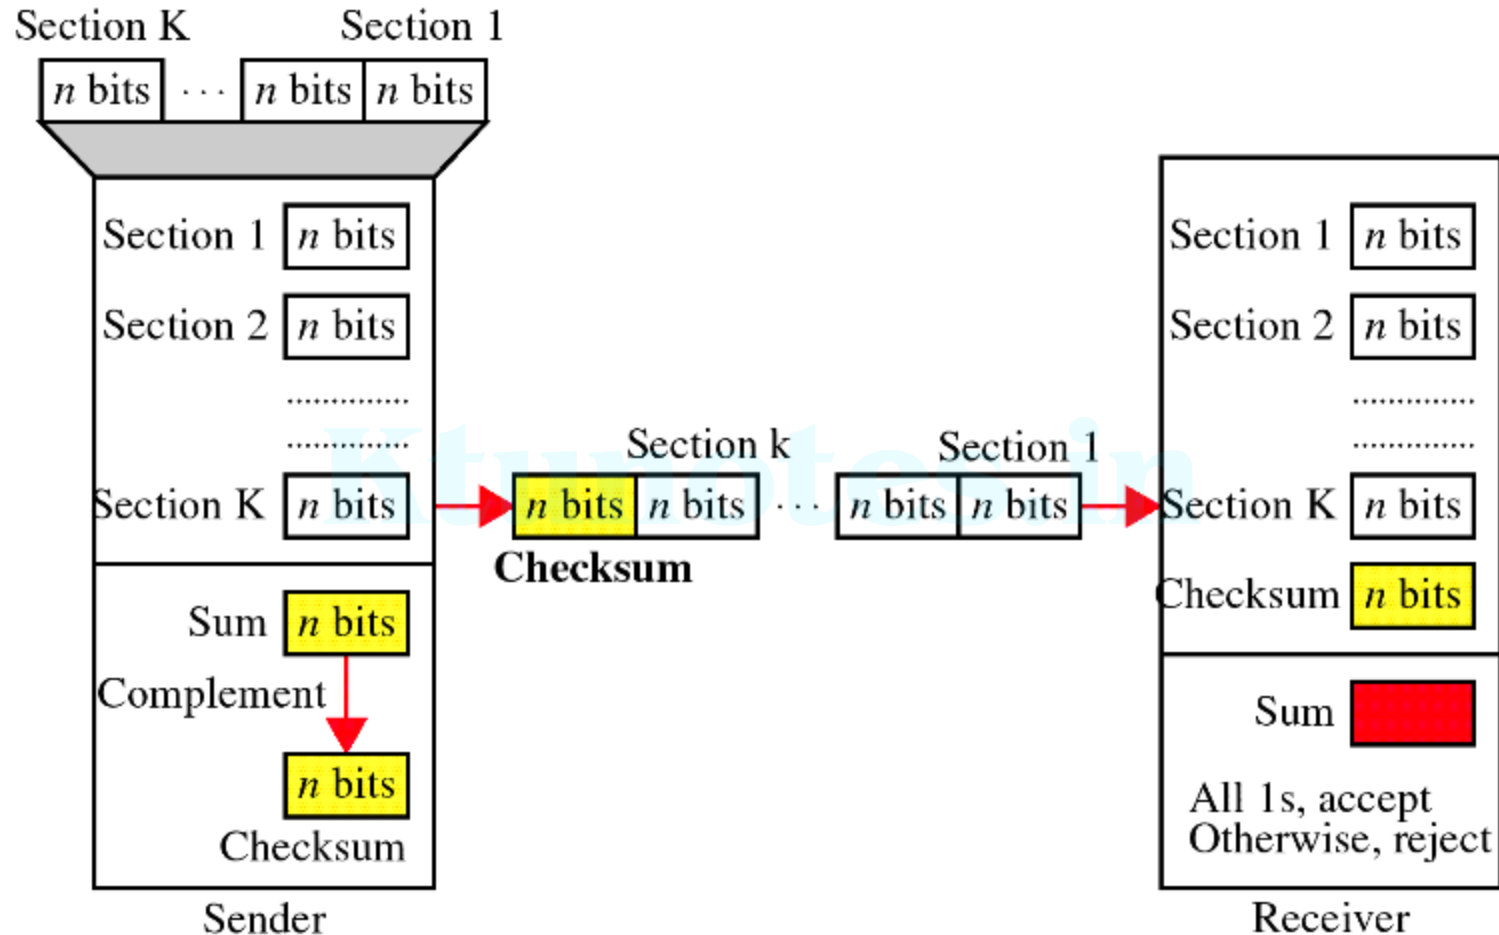 Section K Section 1
n bits ... n bits n bits
Section 1 n bits
Section 2 n bits
Section K n bits
Sum n bits
Complement
n bits
Checksum
Sender
Section k Section 1
n bits n bits ... n bits n bits
Checksum
Section 1 n bits
Section 2 n bits
Section K n bits
Checksum n bits
Sum
All 1s, accept
Otherwise, reject
Receiver
Ktunotes.in